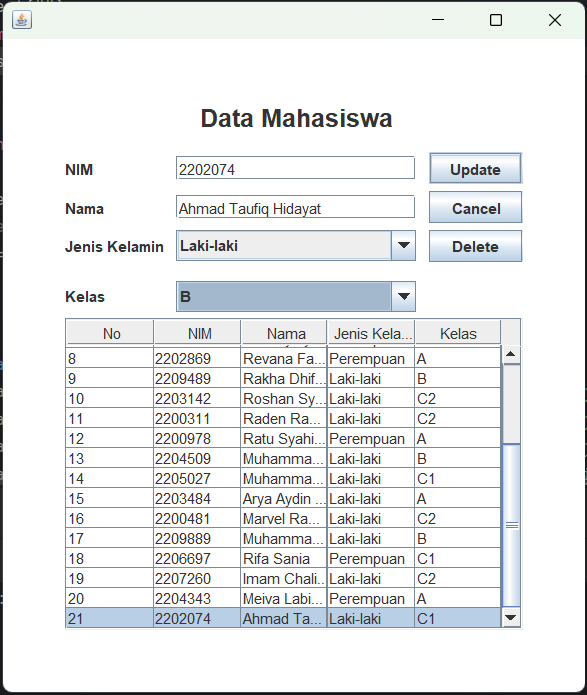 Data Mahasiswa
NIM 2202074 Update
Nama Ahmad Taufiq Hidayat Cancel
Jenis Kelamin Laki-laki Delete
Kelas B
No NIM Nama Jenis Kela... Kelas
8 2202869 Revana Fa... Perempuan A
9 2209489 Rakha Dhif... Laki-laki B
10 2203142 Roshan Sy... Laki-laki C2
11 2200311 Raden Ra... Laki-laki C2
12 2200978 Ratu Syahi... Perempuan A
13 2204509 Muhamma... Laki-laki B
14 2205027 Muhamma... Laki-laki C1
15 2203484 Arya Aydin ... Laki-laki A
16 2200481 Marvel Ra... Laki-laki C2
17 2209889 Muhamma... Laki-laki B
18 2206697 Rifa Sania Perempuan C1
19 2207260 Imam Chali... Laki-laki C2
20 2204343 Meiva Labi... Perempuan A
21 2202074 Ahmad Ta... Laki-laki C1